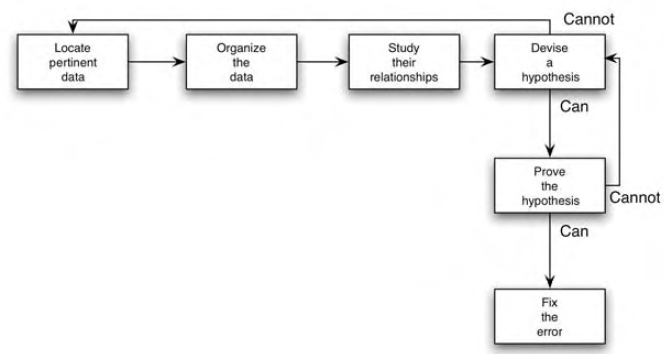 Cannot
Locate
pertinent
data
Organize
the
data
Study
their
relationships
Devise
a
hypothesis
Can
Prove
the
hypothesis
Cannot
Can
Fix
the
error